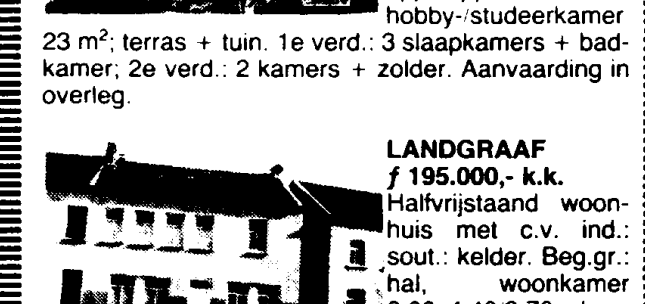 hobby-/studeerkamer
23 m²; terras + tuin. 1e verd.: 3 slaapkamers + bad-
kamer; 2e verd.: 2 kamers + zolder. Aanvaarding in
overleg.
LANDGRAAF
ƒ 195.000,- k.k.
Halfvrijstaand woon-
huis met c.v. ind.:
sout.: kelder. Beg.gr.:
hal, woonkamer